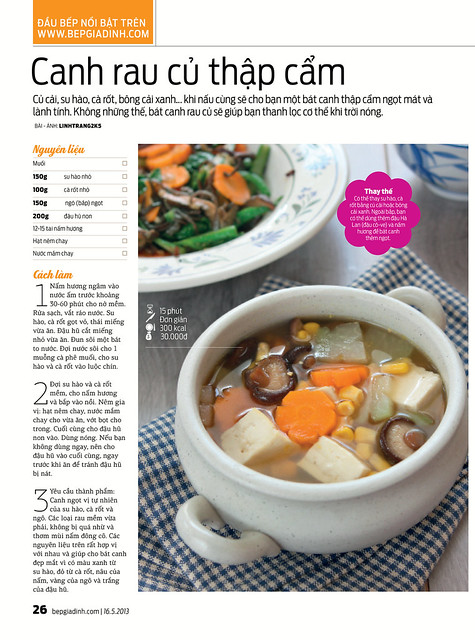 ĐẦU BẾP NỔI BẬT TRÊN
WWW.BEPGIADINH.COM
Canh rau củ thập cẩm
Củ cải, su hào, cà rốt, bông cải xanh... khi nấu cùng sẽ cho bạn một bát canh thập cẩm ngọt mát và
lành tính. Không những thế, bát canh rau củ sẽ giúp bạn thanh lọc cơ thể khi trời nóng.
BÀI - ẢNH: LINHTRANG2K5
Nguyên liệu
Muối
150g su hào nhỏ
100g cà rốt nhỏ
150g ngô (bắp) ngọt
200g đậu hũ non
12-15 tai nấm hương
Hạt nêm chay
Nước mắm chay
Cách làm
1 Nấm hương ngâm vào
nước ấm trước khoảng
30-60 phút cho nở mềm.
Rửa sạch, vắt ráo nước. Su
hào, cà rốt gọt vỏ, thái miếng
vừa ăn. Đậu hũ cắt miếng
nhỏ vừa ăn. Đun sôi một bát
to nước. Đợi nước sôi cho 1
muỗng cà phê muối, cho su
hào và cà rốt vào luộc chín.
2 Đợi su hào và cà rốt
mềm, cho nấm hương
và bắp vào nồi. Nêm gia
vị: hạt nêm chay, nước mắm
chay cho vừa ăn, vớt bọt cho
trong. Cuối cùng cho đậu hũ
non vào. Dùng nóng. Nếu bạn
không dùng ngay, nên cho
đậu hũ vào cuối cùng, ngay
trước khi ăn để tránh đậu hũ
bị nát.
3 Yêu cầu thành phẩm:
Canh ngọt vị tự nhiên
của su hào, cà rốt và
ngô. Các loại rau mềm vừa
phải, không bị quá nhừ và
thơm mùi nấm đông cô. Các
nguyên liệu trên rất hợp vị
với nhau và giúp cho bát canh
đẹp mắt vì có màu xanh từ
su hào, đỏ từ cà rốt, nâu của
nấm, vàng của ngô và trắng
của đậu hũ.
Thay thế
Có thể thay su hào, cà
rốt bằng củ cải hoặc bông
cải xanh. Ngoài bắp, bạn
có thể dùng thêm đậu Hà
Lan (đậu cô-ve) và nấm
hương để bát canh
thêm ngọt.
15 phút
Đơn giản
300 kcal
30.000đ
26 bepgiadinh.com | 16.5.2013